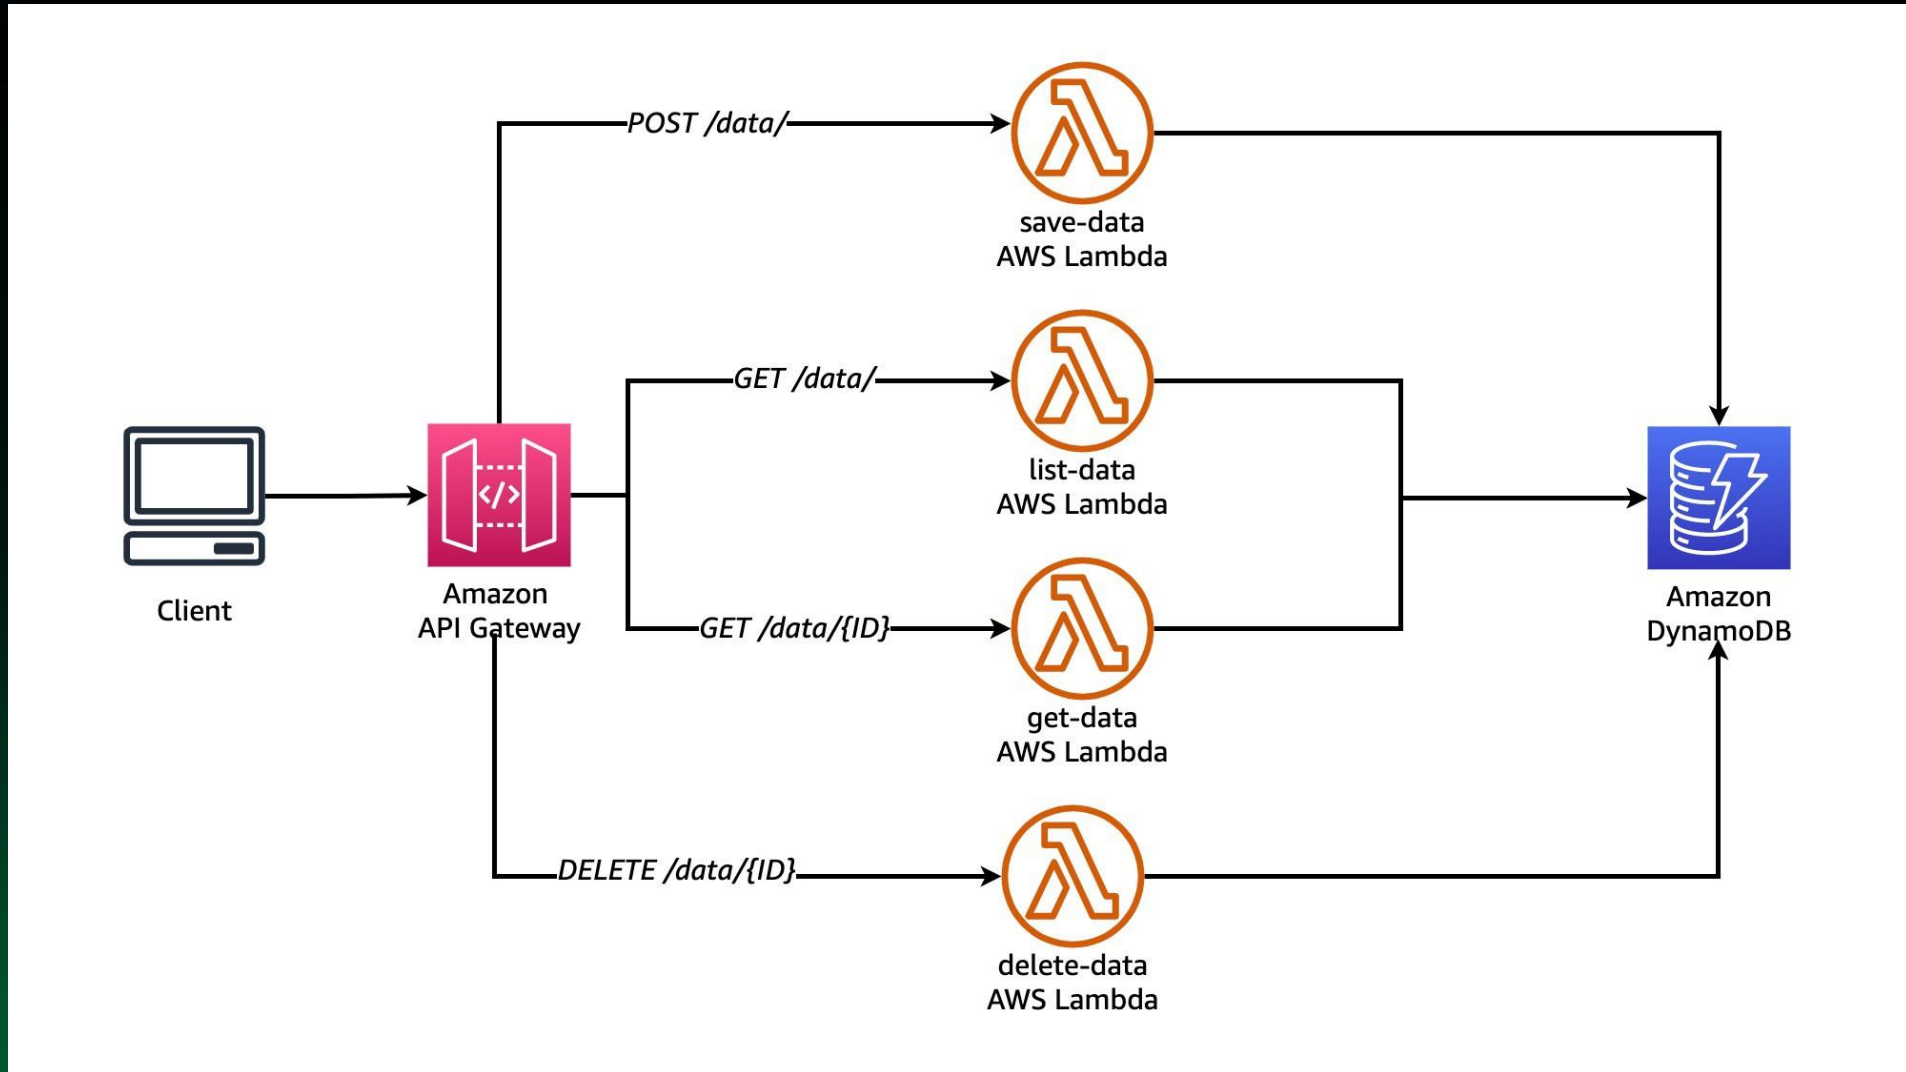 POST /data/
save-data
AWS Lambda
GET /data/
list-data
AWS Lambda
</>
Client
Amazon
API Gateway
GET /data/{ID}
get-data
AWS Lambda
Amazon
DynamoDB
DELETE /data/{ID}
delete-data
AWS Lambda